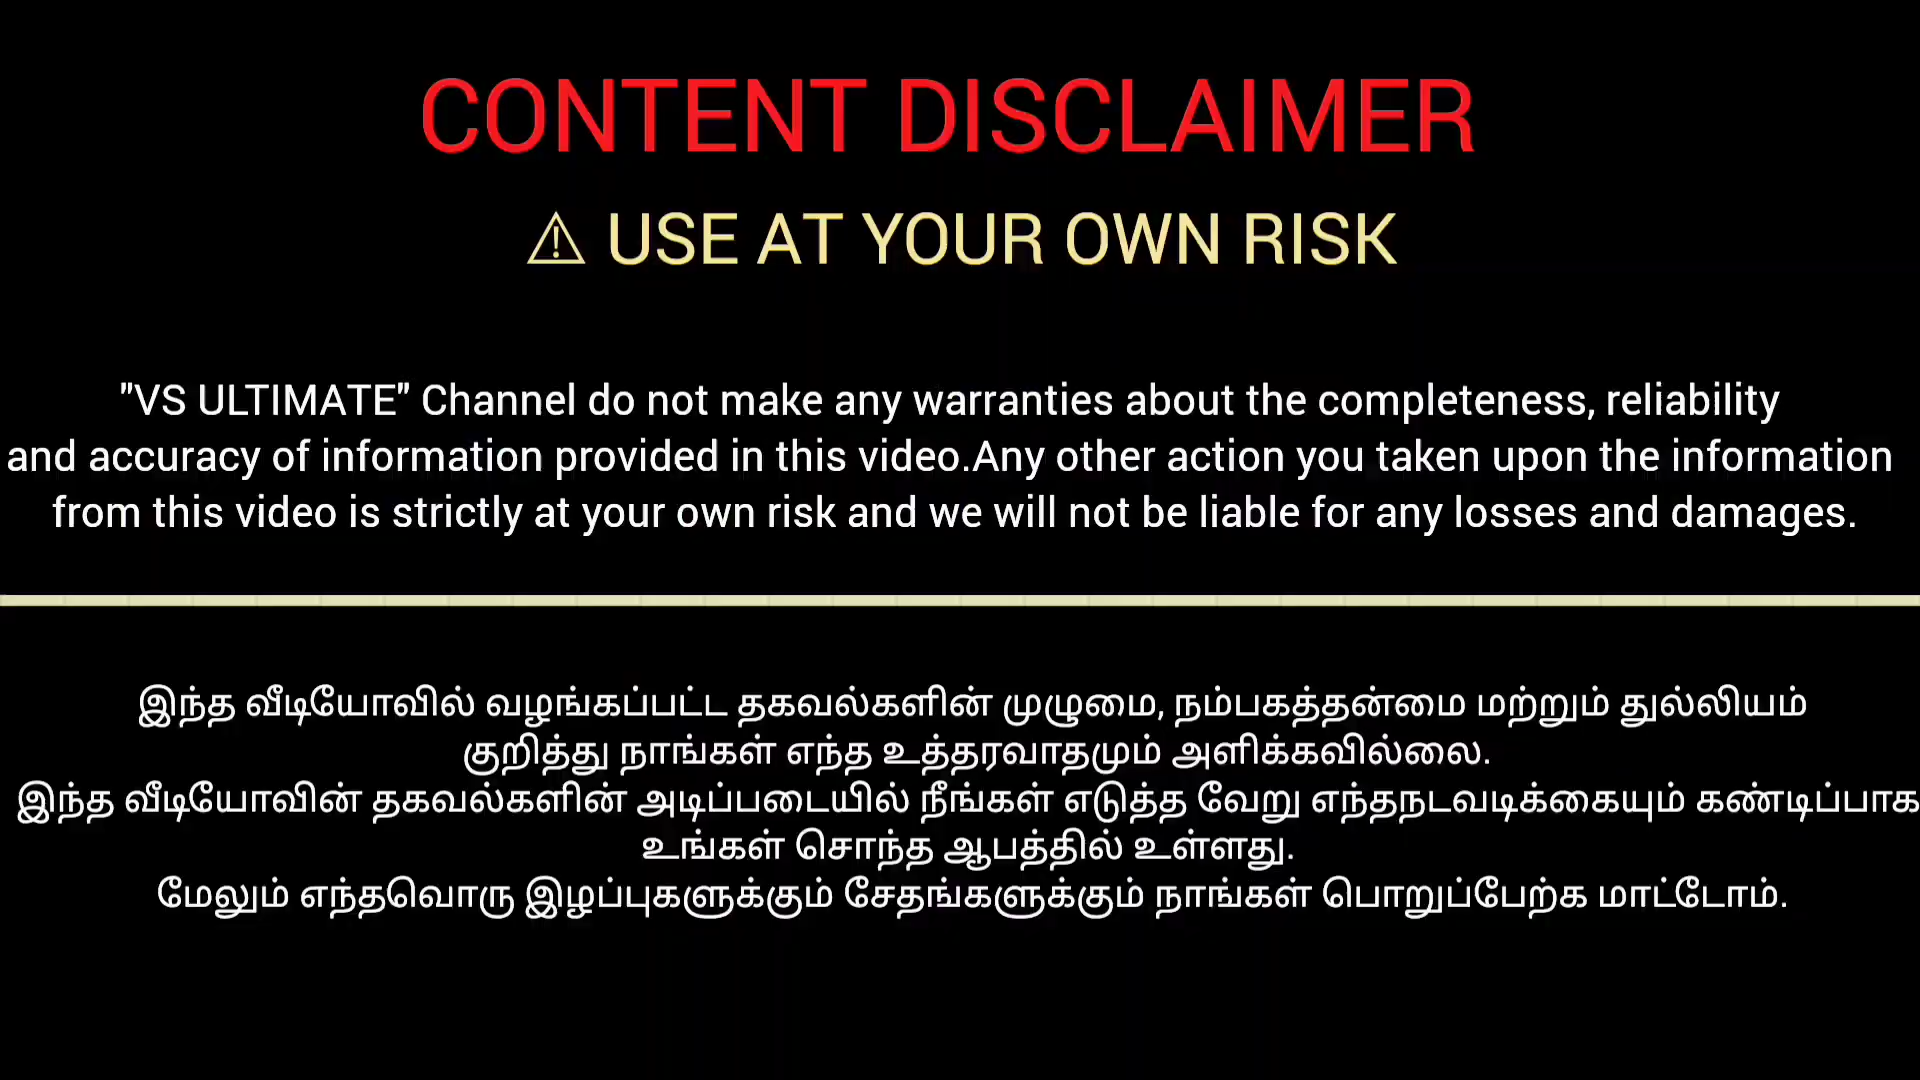 CONTENT DISCLAIMER
⚠ USE AT YOUR OWN RISK
"VS ULTIMATE" Channel do not make any warranties about the completeness, reliability
and accuracy of information provided in this video.Any other action you taken upon the information
from this video is strictly at your own risk and we will not be liable for any losses and damages.
இந்த வீடியோவில் வழங்கப்பட்ட தகவல்களின் முழுமை, நம்பகத்தன்மை மற்றும் துல்லியம்
குறித்து நாங்கள் எந்த உத்தரவாதமும் அளிக்கவில்லை.
இந்த வீடியோவின் தகவல்களின் அடிப்படையில் நீங்கள் எடுத்த வேறு எந்தநடவடிக்கையும் கண்டிப்பாக
உங்கள் சொந்த ஆபத்தில் உள்ளது.
மேலும் எந்தவொரு இழப்புகளுக்கும் சேதங்களுக்கும் நாங்கள் பொறுப்பேற்க மாட்டோம்.